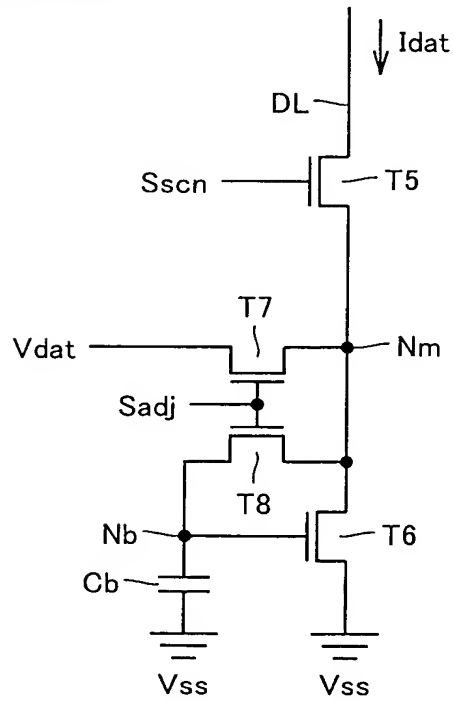 Idat
DL
Sscn
T5
T7
Vdat
Nm
Sadj
T8
Nb
T6
Cb
Vss
Vss